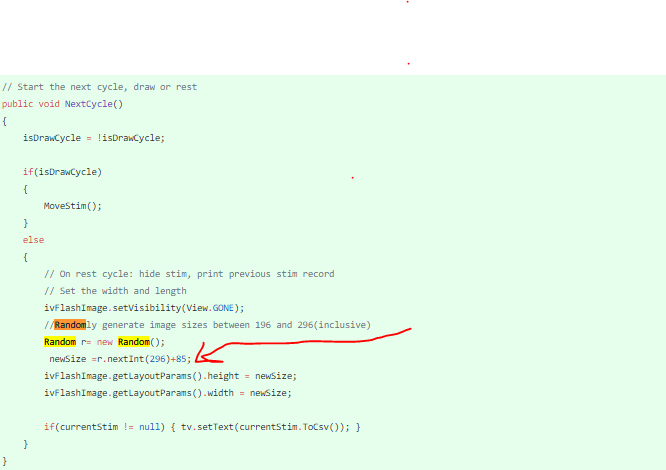 // Start the next cycle, draw or rest
public void NextCycle()
{
isDrawCycle = !isDrawCycle;
if(isDrawCycle)
{
MoveStim();
}
else
{
// On rest cycle: hide stim, print previous stim record
// Set the width and length
ivFlashImage.setVisibility(View.GONE);
//Randomly generate image sizes between 196 and 296(inclusive)
Random r= new Random();
newSize =r.nextInt(296)+85;
ivFlashImage.getLayoutParams().height = newSize;
ivFlashImage.getLayoutParams().width = newSize;
if(currentStim != null) { tv.setText(currentStim.ToCsv()); }
}
}